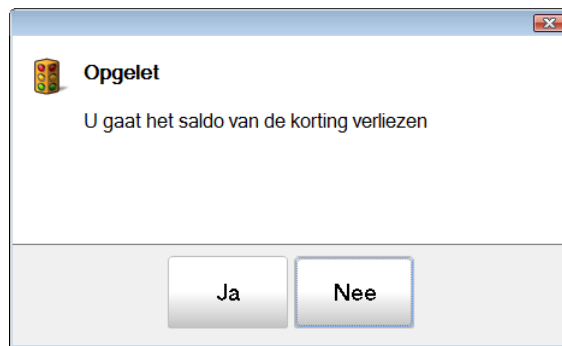 Opgelet
U gaat het saldo van de korting verliezen
Ja
Nee